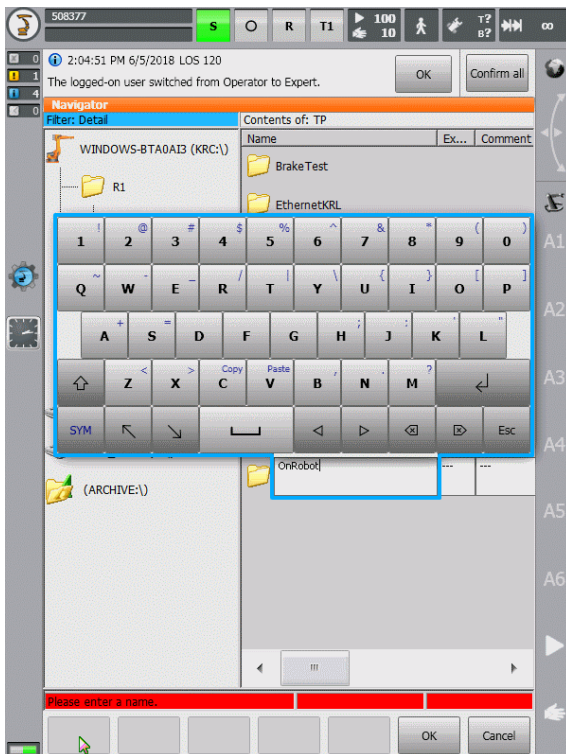 508377
S O R T1 100 10 T? B? ∞
0
1
4
0
2:04:51 PM 6/5/2018 LOS 120
The logged-on user switched from Operator to Expert.
OK
Confirm all
Navigator
Filter: Detail
Contents of: TP
Name Ex... Comment
WINDOWS-BTA0AI3 (KRC:\)
R1
BrakeTest
EthernetKRL
! @ # $ % ^ & * ( )
1 2 3 4 5 6 7 8 9 0
~ - _ / | \ { } [ ]
Q W E R T Y U I O P
+ = ; : ' "
A S D F G H J K L
< > Copy Paste , . ?
Z X C V B N M
SYM Esc
OnRobot
--- ---
(ARCHIVE:\)
A1
A2
A3
A4
A5
A6
Please enter a name.
OK
Cancel